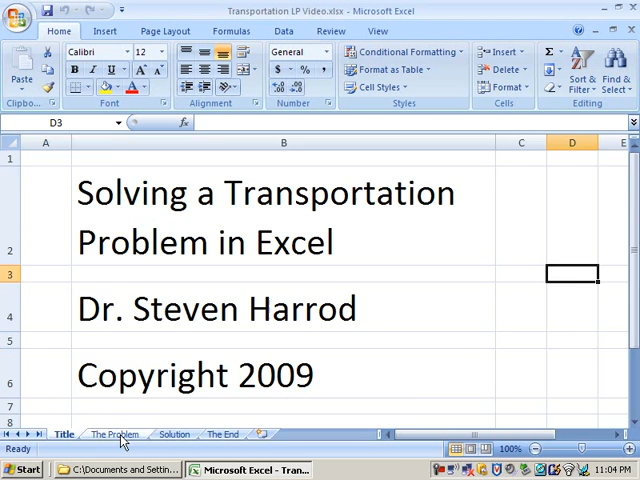 Transportation LP Video.xlsx - Microsoft Excel
Home Insert Page Layout Formulas Data Review View
Paste
Clipboa...
Calibri 12
B I U A A
Font
Alignment
General
$ % ,
Number
Conditional Formatting
Format as Table
Cell Styles
Styles
Insert
Delete
Format
Cells
Σ
Sort & Filter
Find & Select
Editing
D3 fx
A B C D E
1
2
3
4
5
6
7
8
Solving a Transportation
Problem in Excel
Dr. Steven Harrod
Copyright 2009
Title The Problem Solution The End
Ready 100%
Start C:\Documents and Settin... Microsoft Excel - Tran... 11:04 PM